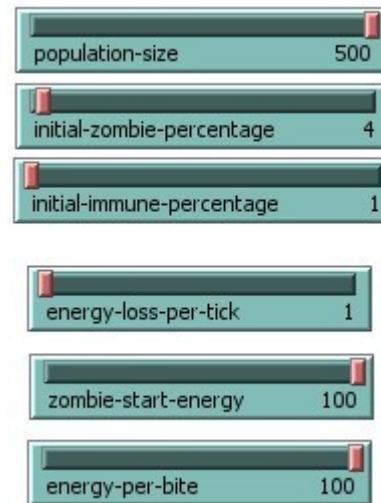 population-size 500
initial-zombie-percentage 4
initial-immune-percentage 1
energy-loss-per-tick 1
zombie-start-energy 100
energy-per-bite 100